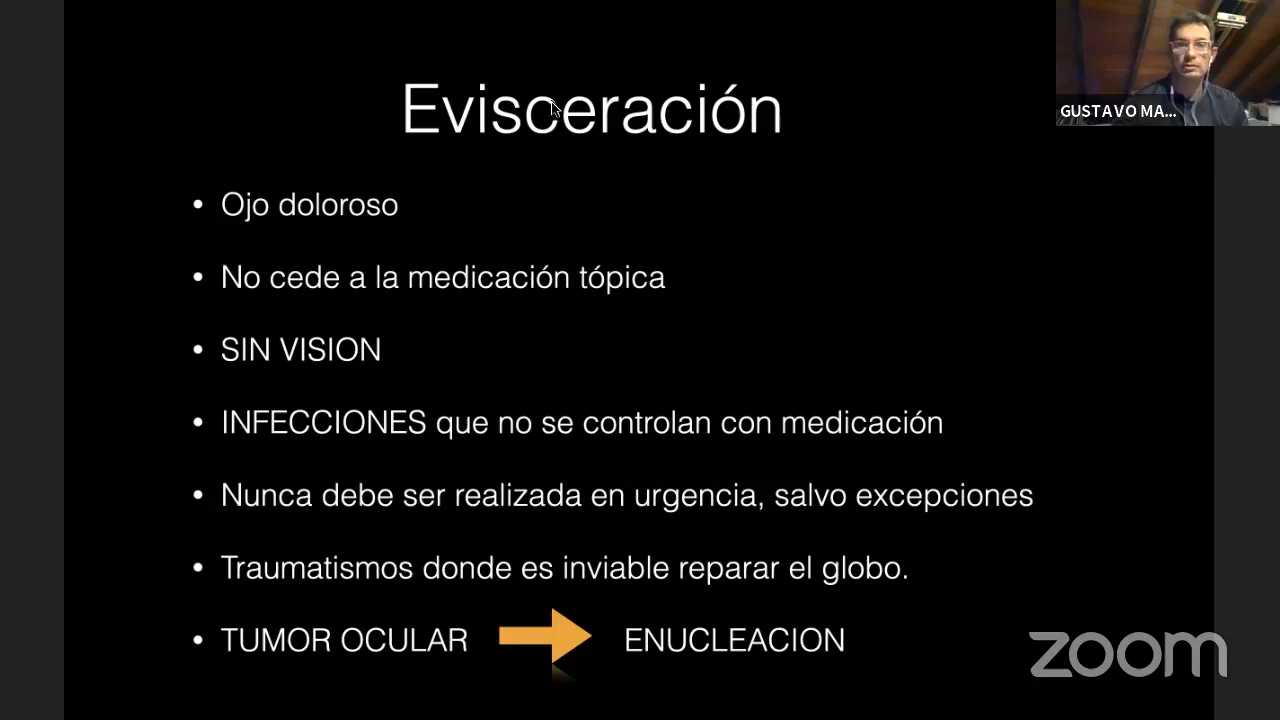 Evisceración
GUSTAVO MA...
• Ojo doloroso
• No cede a la medicación tópica
• SIN VISION
• INFECCIONES que no se controlan con medicación
• Nunca debe ser realizada en urgencia, salvo excepciones
• Traumatismos donde es inviable reparar el globo.
• TUMOR OCULAR ENUCLEACION
zoom